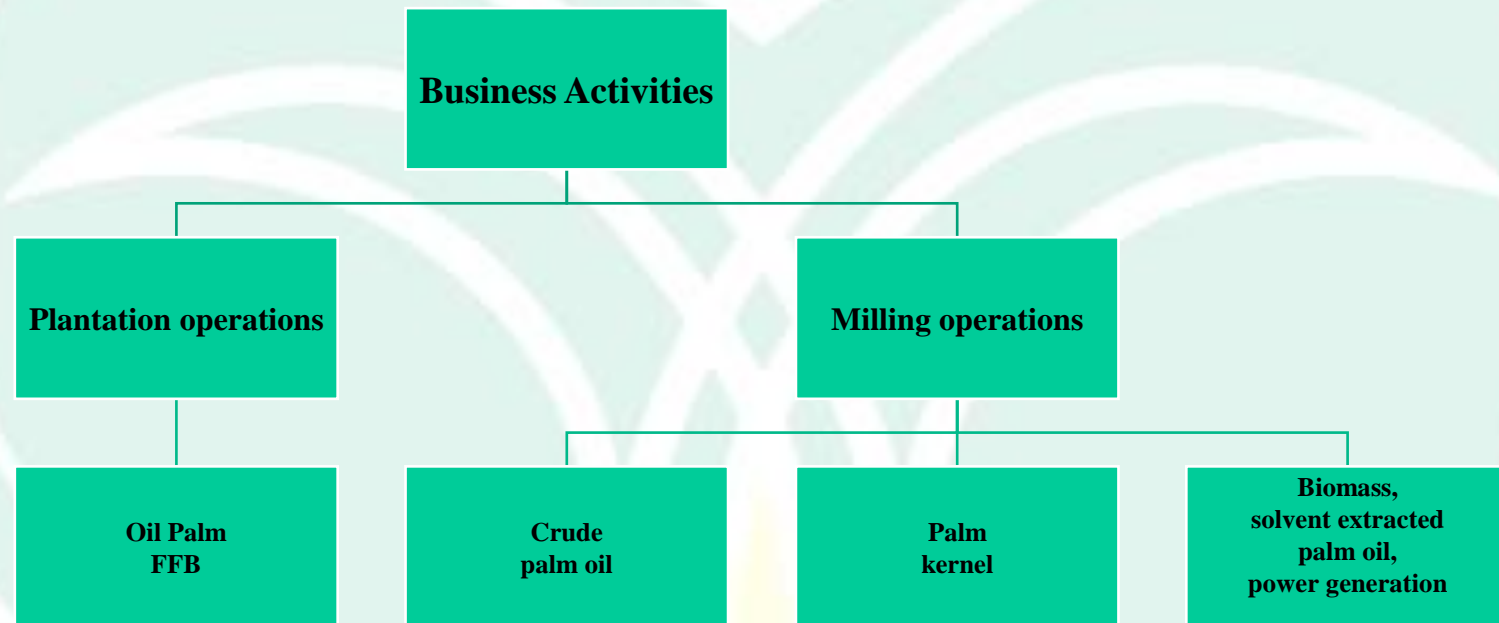 Business Activities
Plantation operations
Milling operations
Oil Palm
FFB
Crude
palm oil
Palm
kernel
Biomass,
solvent extracted
palm oil,
power generation